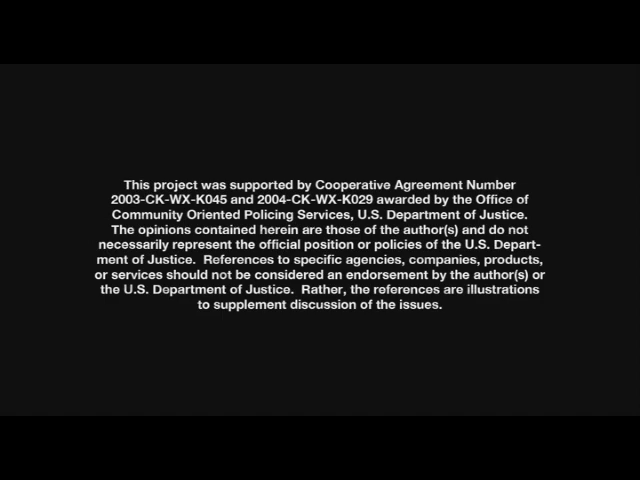 This project was supported by Cooperative Agreement Number
2003-CK-WX-K045 and 2004-CK-WX-K029 awarded by the Office of
Community Oriented Policing Services, U.S. Department of Justice.
The opinions contained herein are those of the author(s) and do not
necessarily represent the official position or policies of the U.S. Depart-
ment of Justice.  References to specific agencies, companies, products,
or services should not be considered an endorsement by the author(s) or
the U.S. Department of Justice.  Rather, the references are illustrations
to supplement discussion of the issues.